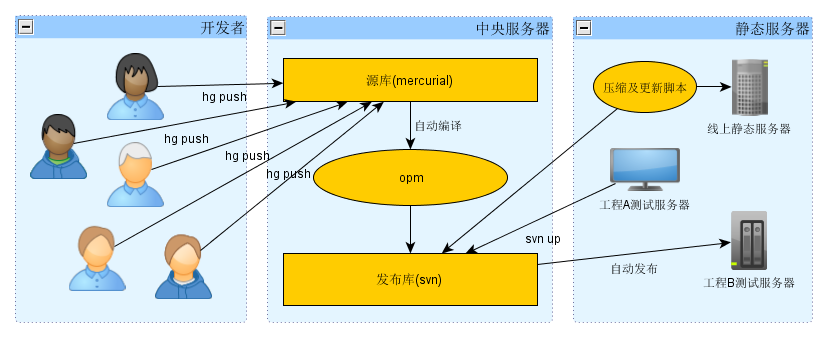 开发者
中央服务器
静态服务器
源库(mercurial)
压缩及更新脚本
hg push
hg push
hg push
hg push
自动编译
线上静态服务器
opm
工程A测试服务器
svn up
自动发布
发布库(svn)
工程B测试服务器